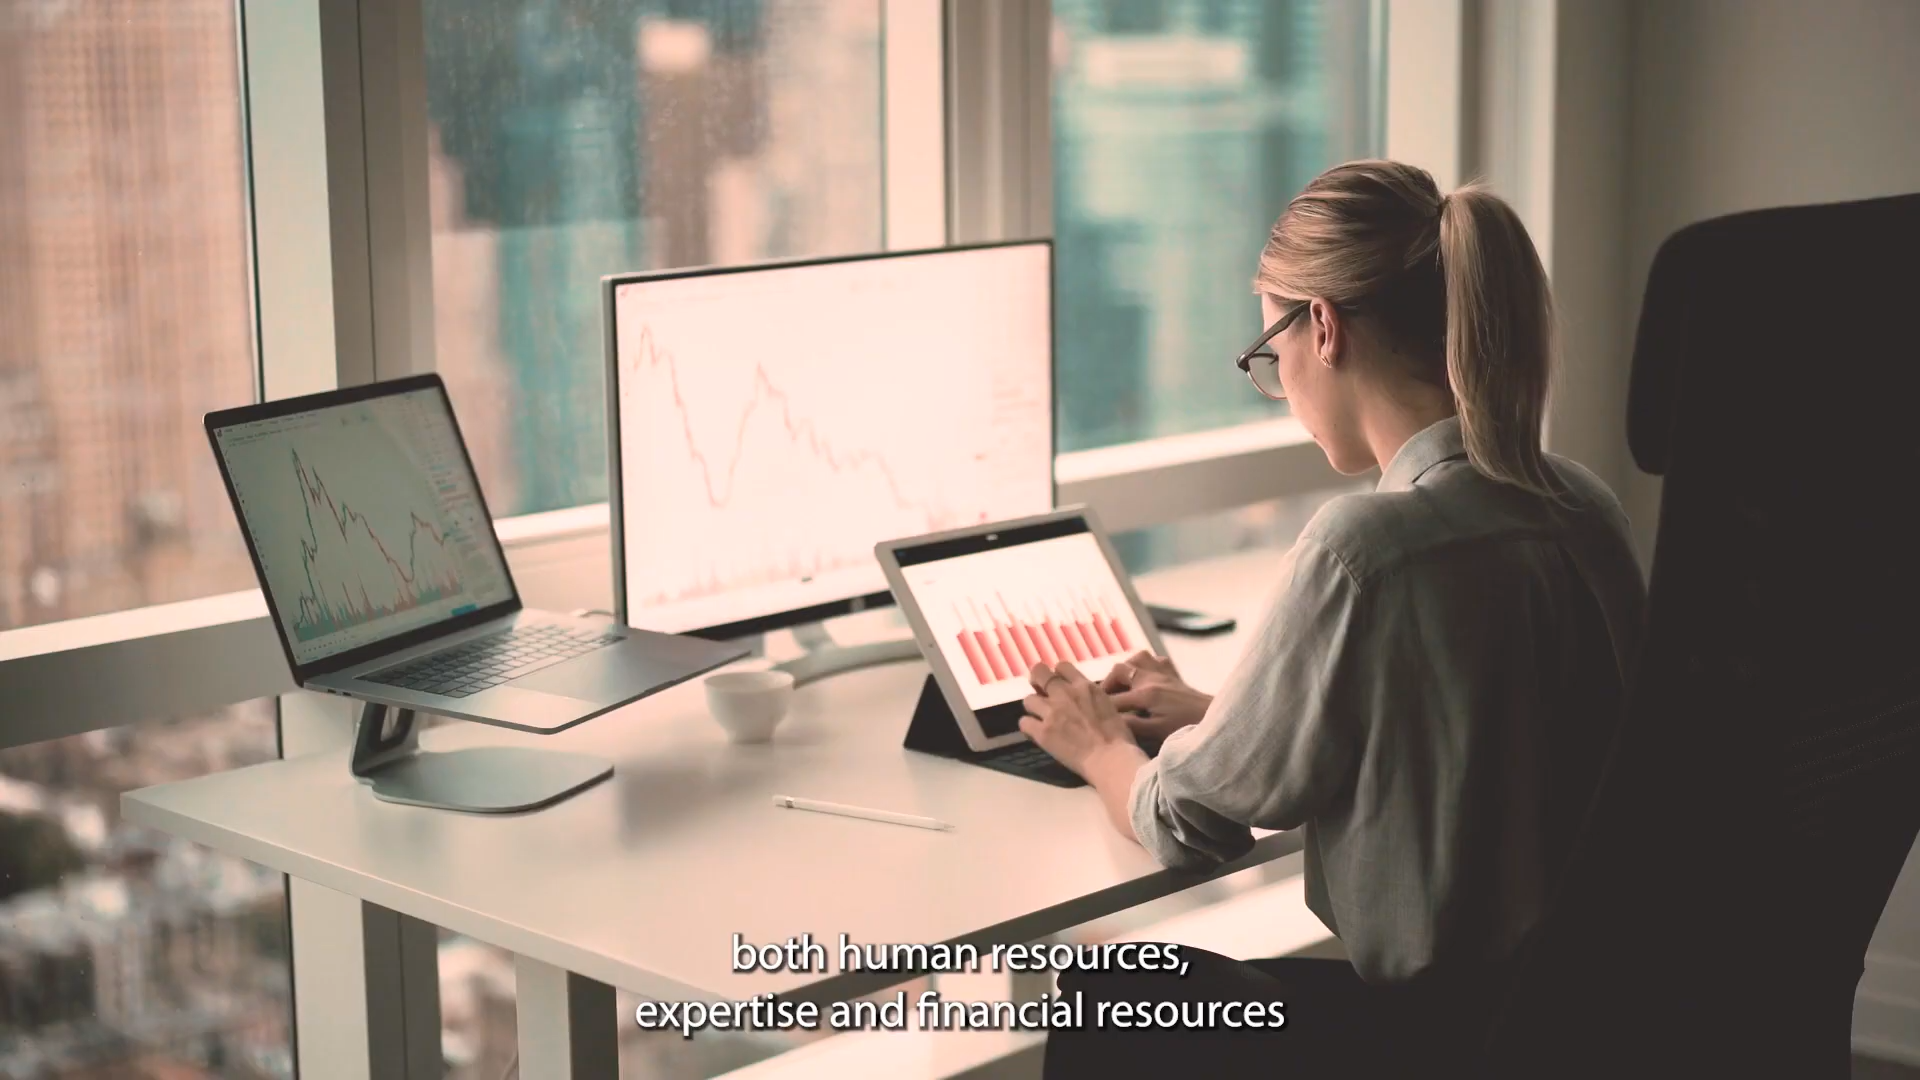 both human resources,
expertise and financial resources